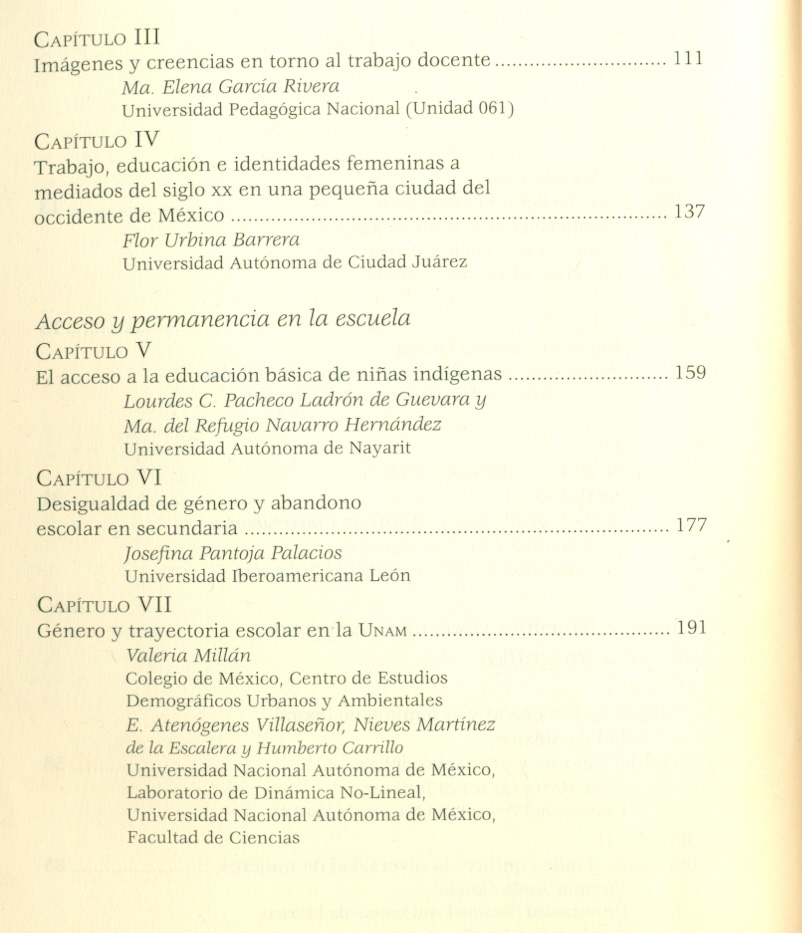 CAPÍTULO III
Imágenes y creencias en torno al trabajo docente .............................. 111
Ma. Elena García Rivera
Universidad Pedagógica Nacional (Unidad 061)
CAPÍTULO IV
Trabajo, educación e identidades femeninas a
mediados del siglo XX en una pequeña ciudad del
occidente de México ............................................................................ 137
Flor Urbina Barrera
Universidad Autónoma de Ciudad Juárez
Acceso y permanencia en la escuela
CAPÍTULO V
El acceso a la educación básica de niñas indígenas ............................ 159
Lourdes C. Pacheco Ladrón de Guevara y
Ma. del Refugio Navarro Hernández
Universidad Autónoma de Nayarit
CAPÍTULO VI
Desigualdad de género y abandono
escolar en secundaria .......................................................................... 177
Josefina Pantoja Palacios
Universidad Iberoamericana León
CAPÍTULO VII
Género y trayectoria escolar en la UNAM ............................................. 191
Valeria Millán
Colegio de México, Centro de Estudios
Demográficos Urbanos y Ambientales
E. Atenógenes Villaseñor, Nieves Martínez
de la Escalera y Humberto Carrillo
Universidad Nacional Autónoma de México,
Laboratorio de Dinámica No-Lineal,
Universidad Nacional Autónoma de México,
Facultad de Ciencias